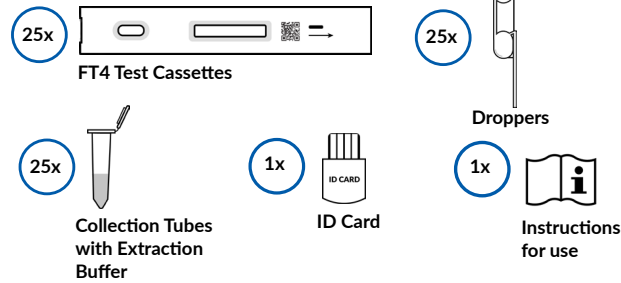 25x
FT4 Test Cassettes
25x
Droppers
25x
Collection Tubes
with Extraction
Buffer
1x
ID CARD
ID Card
1x
Instructions
for use